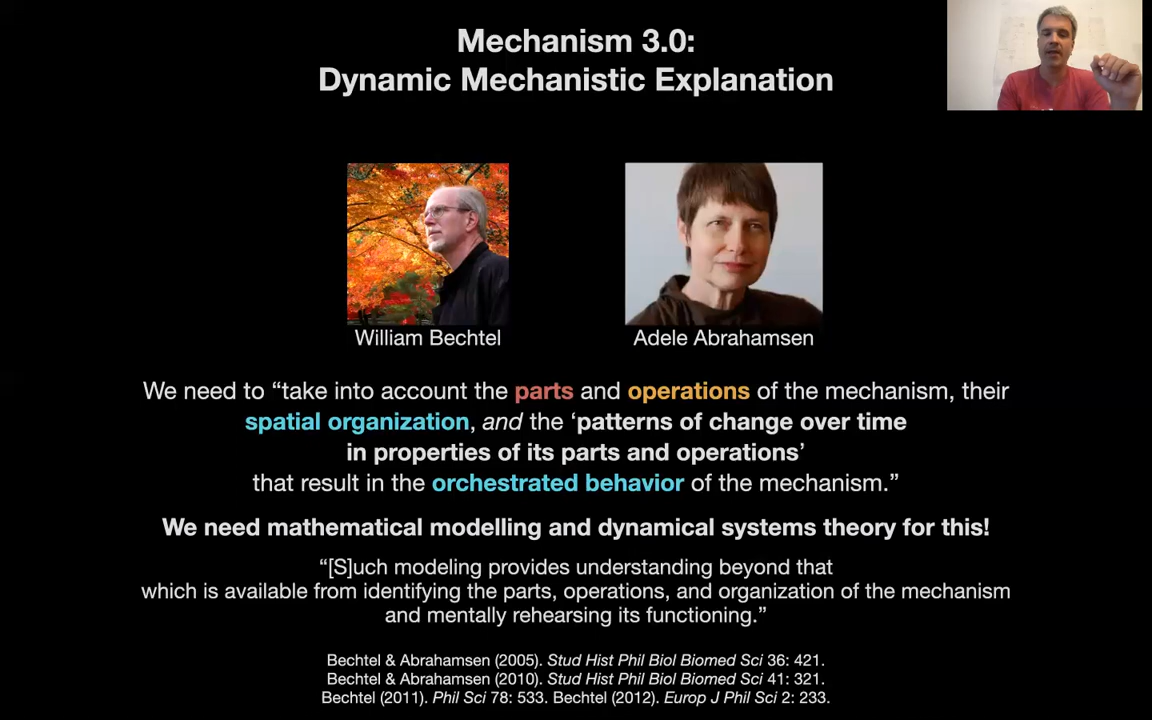 Mechanism 3.0:
Dynamic Mechanistic Explanation
William Bechtel
Adele Abrahamsen
We need to “take into account the parts and operations of the mechanism, their
spatial organization, and the ‘patterns of change over time
in properties of its parts and operations’
that result in the orchestrated behavior of the mechanism.”
We need mathematical modelling and dynamical systems theory for this!
“[S]uch modeling provides understanding beyond that
which is available from identifying the parts, operations, and organization of the mechanism
and mentally rehearsing its functioning.”
Bechtel & Abrahamsen (2005). Stud Hist Phil Biol Biomed Sci 36: 421.
Bechtel & Abrahamsen (2010). Stud Hist Phil Biol Biomed Sci 41: 321.
Bechtel (2011). Phil Sci 78: 533. Bechtel (2012). Europ J Phil Sci 2: 233.